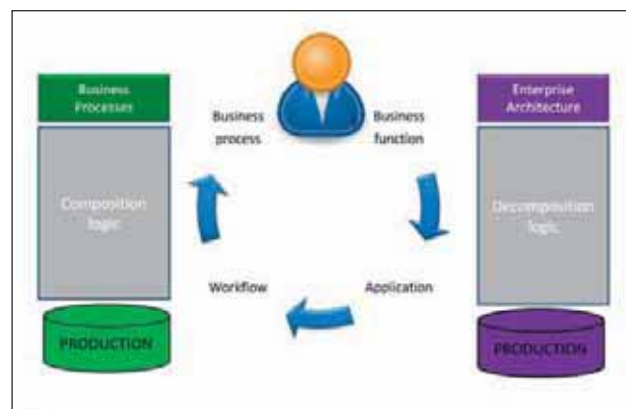 Business
Processes
Composition
logic
PRODUCTION
Business
process
Business
function
Workflow
Application
Enterprise
Architecture
Decomposition
logic
PRODUCTION